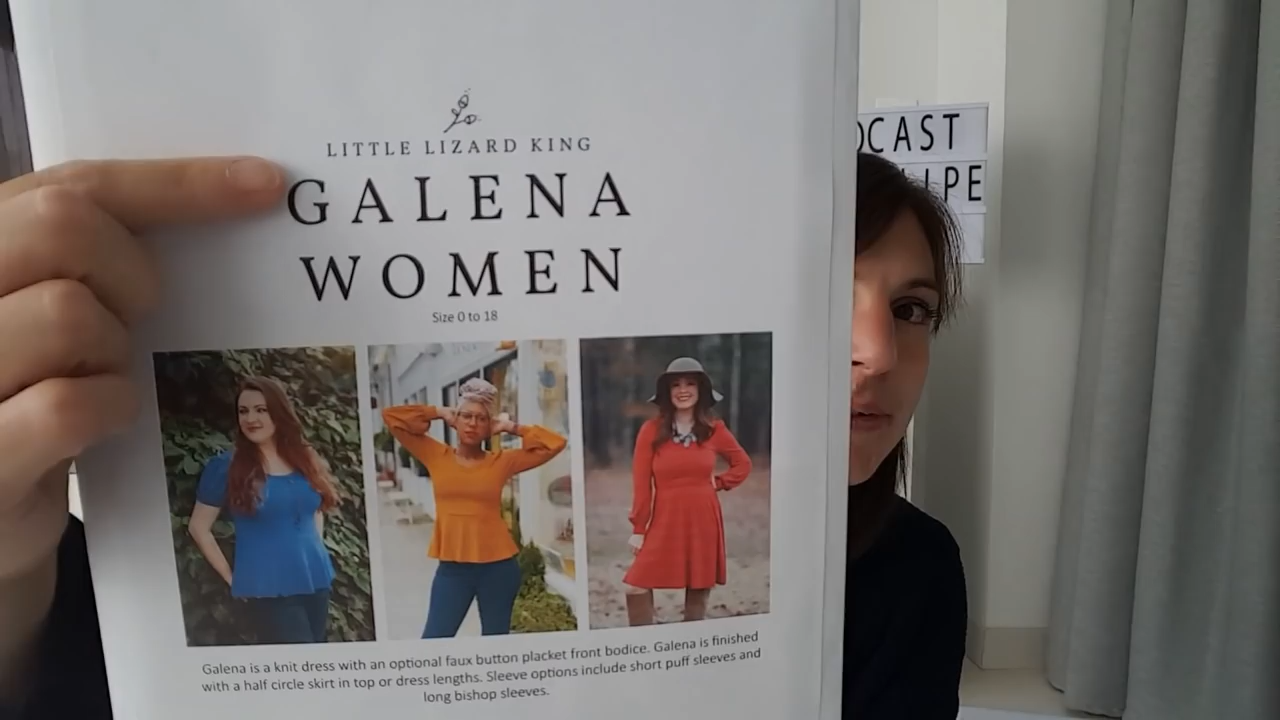 LITTLE LIZARD KING
GALENA
WOMEN
Size 0 to 18
Galena is a knit dress with an optional faux button placket front bodice. Galena is finished
with a half circle skirt in top or dress lengths. Sleeve options include short puff sleeves and
long bishop sleeves.